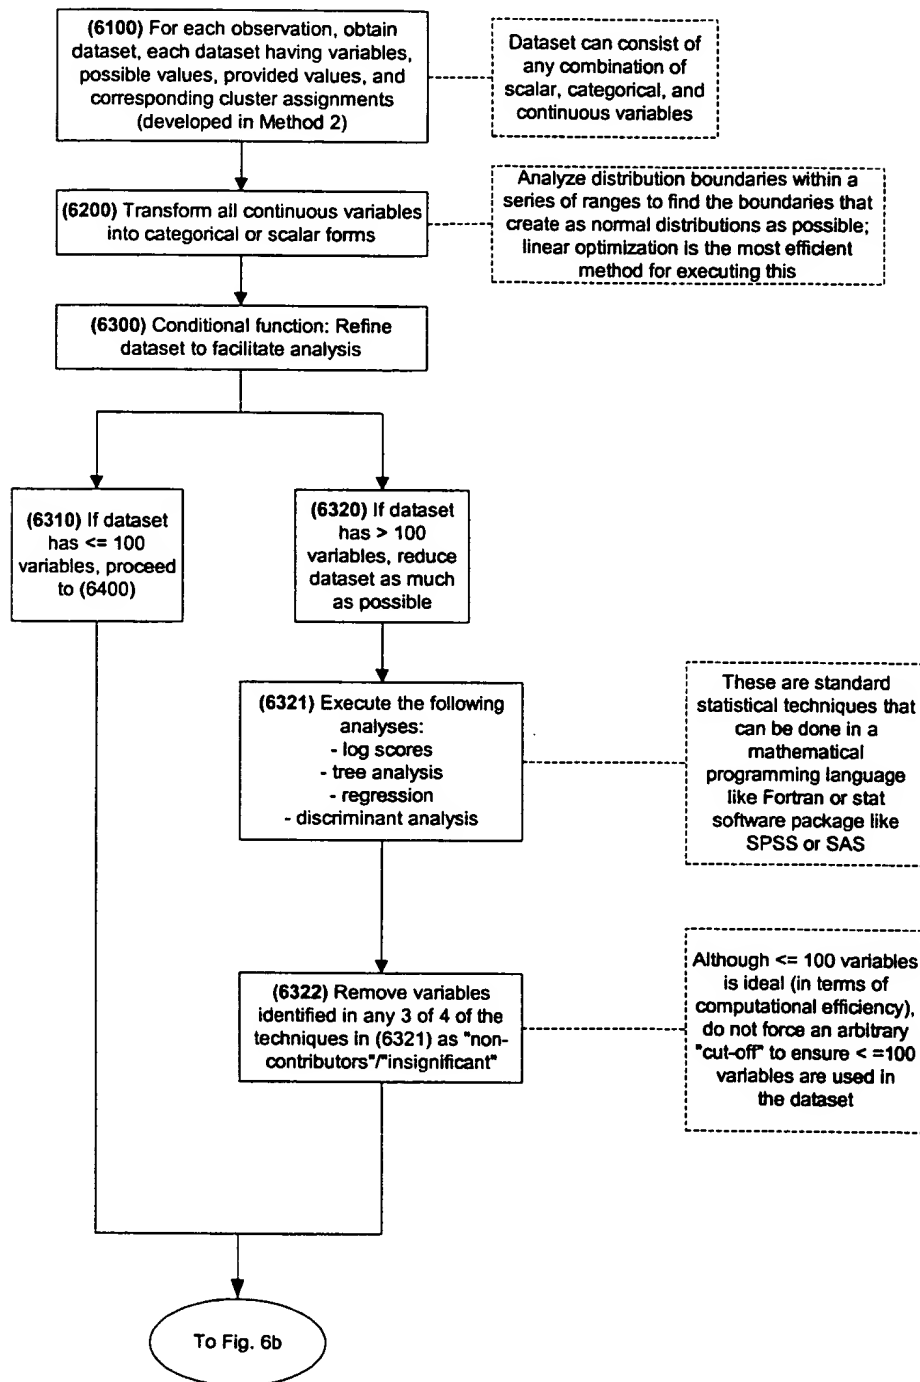 (6100) For each observation, obtain
dataset, each dataset having variables,
possible values, provided values, and
corresponding cluster assignments
(developed in Method 2)
Dataset can consist of
any combination of
scalar, categorical, and
continuous variables
(6200) Transform all continuous variables
into categorical or scalar forms
Analyze distribution boundaries within a
series of ranges to find the boundaries that
create as normal distributions as possible;
linear optimization is the most efficient
method for executing this
(6300) Conditional function: Refine
dataset to facilitate analysis
(6310) If dataset
has <= 100
variables, proceed
to (6400)
(6320) If dataset
has > 100
variables, reduce
dataset as much
as possible
(6321) Execute the following
analyses:
- log scores
- tree analysis
- regression
- discriminant analysis
These are standard
statistical techniques that
can be done in a
mathematical
programming language
like Fortran or stat
software package like
SPSS or SAS
(6322) Remove variables
identified in any 3 of 4 of the
techniques in (6321) as "non-
contributors"/"insignificant"
Although <= 100 variables
is ideal (in terms of
computational efficiency),
do not force an arbitrary
"cut-off" to ensure < =100
variables are used in
the dataset
To Fig. 6b